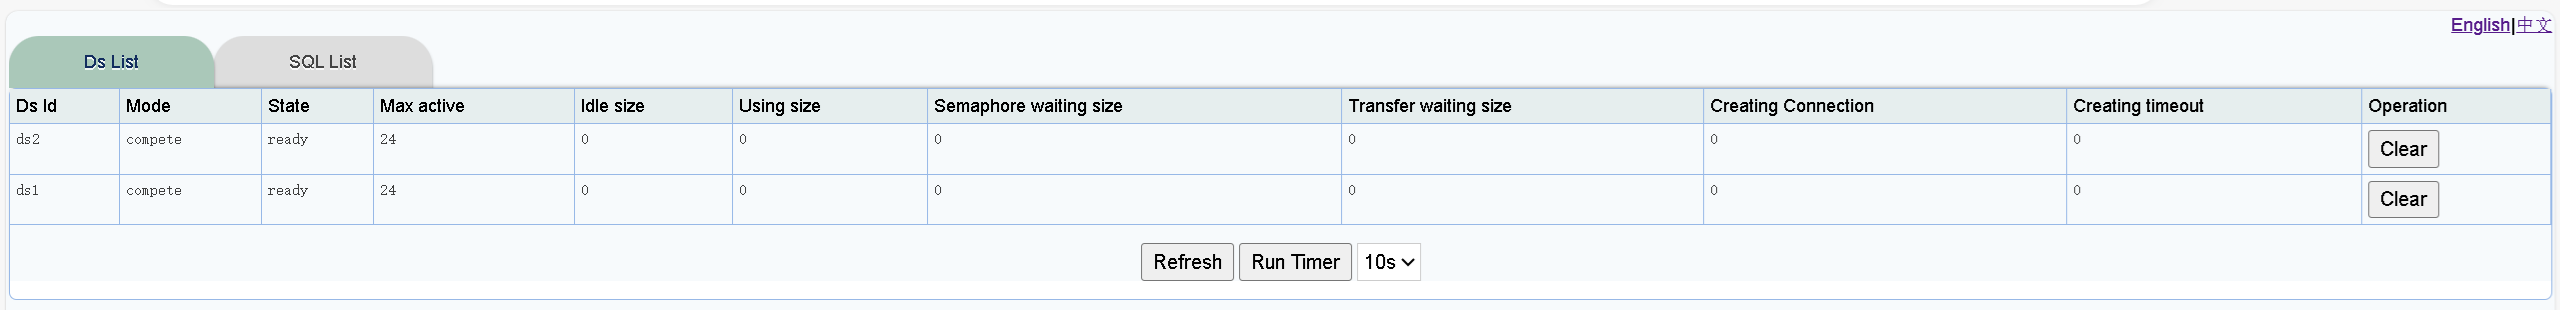 English|中文
Ds List SQL List
Ds Id Mode State Max active Idle size Using size Semaphore waiting size Transfer waiting size Creating Connection Creating timeout Operation
ds2 compete ready 24 0 0 0 0 0 0 Clear
ds1 compete ready 24 0 0 0 0 0 0 Clear
Refresh Run Timer 10s